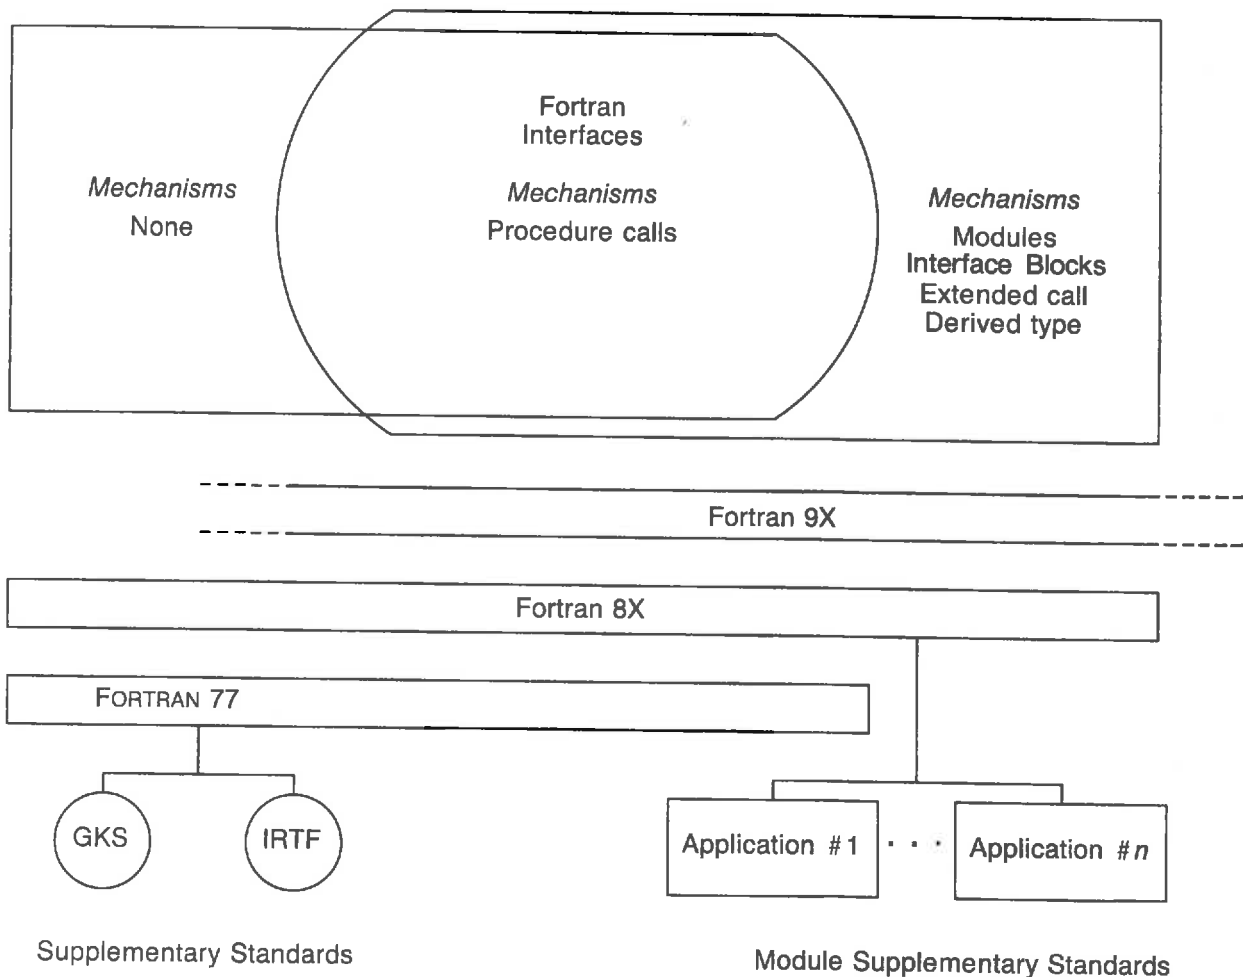 Fortran
Interfaces
Mechanisms
None
Mechanisms
Procedure calls
Mechanisms
Modules
Interface Blocks
Extended call
Derived type
Fortran 9X
Fortran 8X
FORTRAN 77
GKS
IRTF
Application #1
. . .
Application #n
Supplementary Standards
Module Supplementary Standards